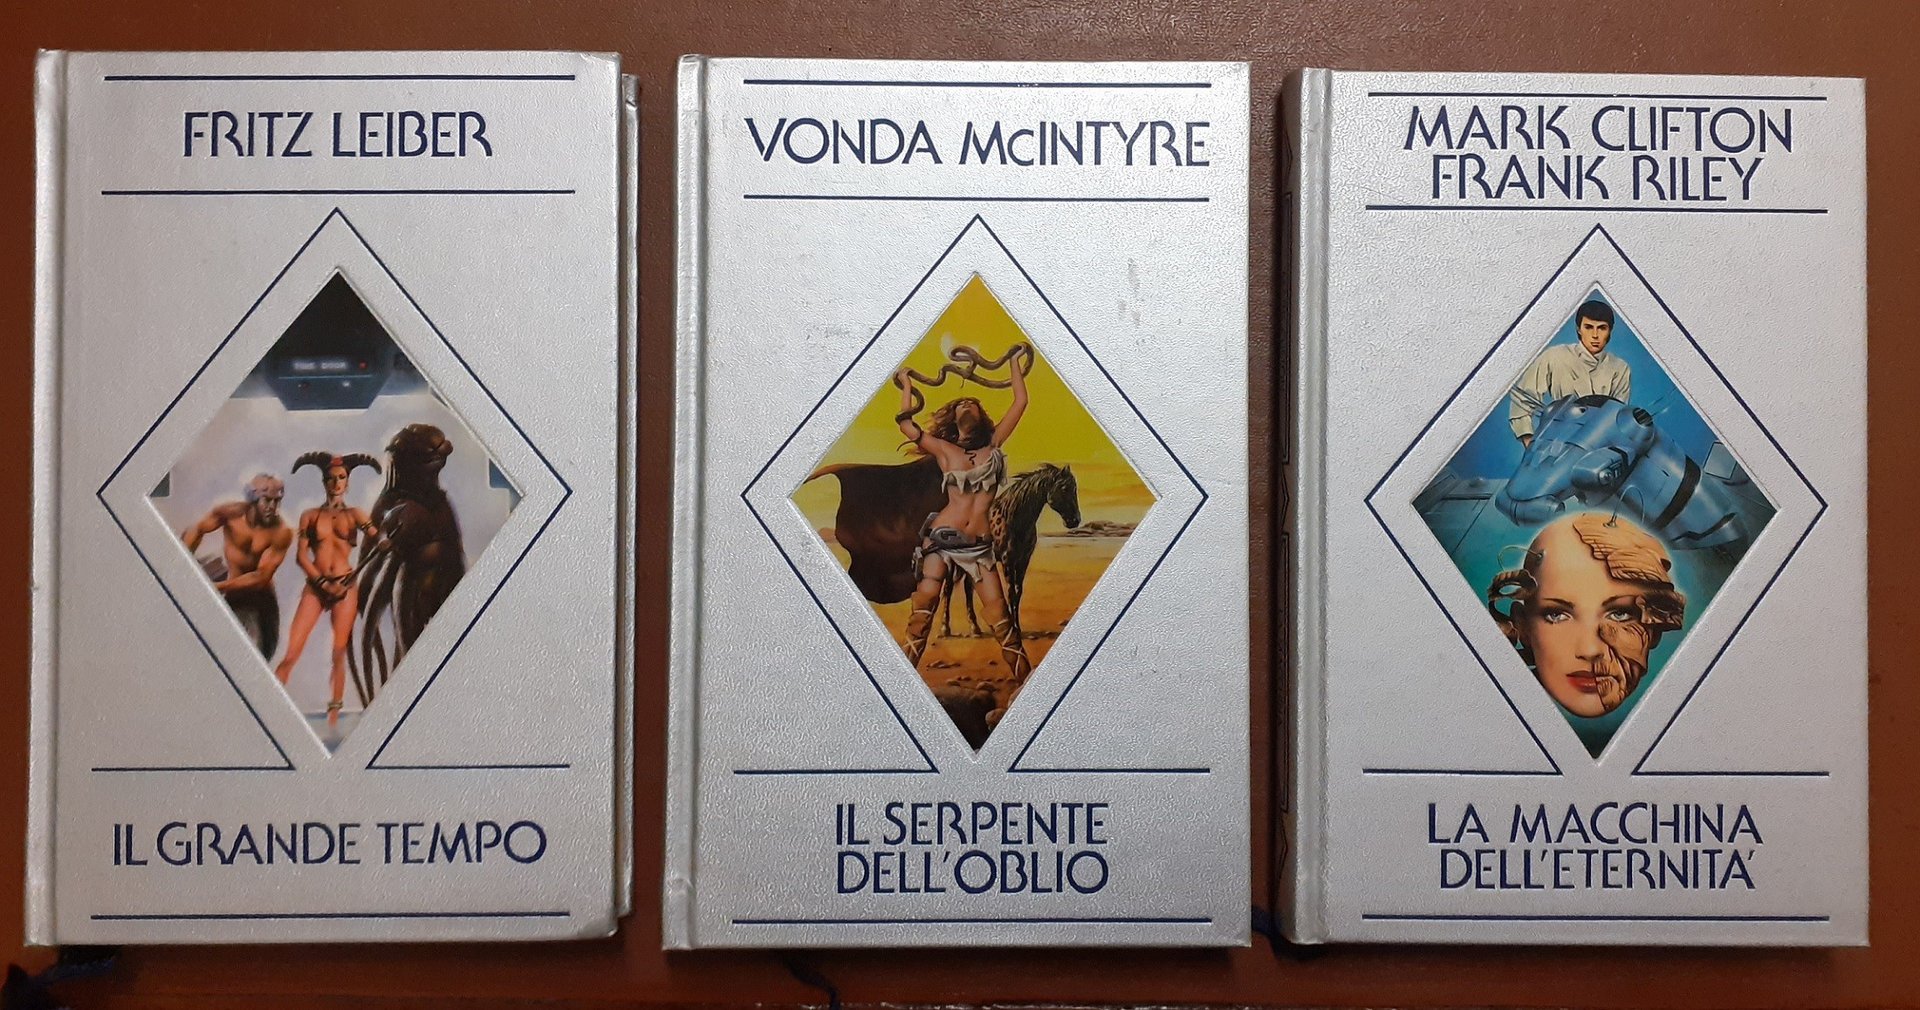 FRITZ LEIBER
IL GRANDE TEMPO
VONDA McINTYRE
IL SERPENTE
DELL'OBLIO
MARK CLIFTON
FRANK RILEY
LA MACCHINA
DELL'ETERNITA'